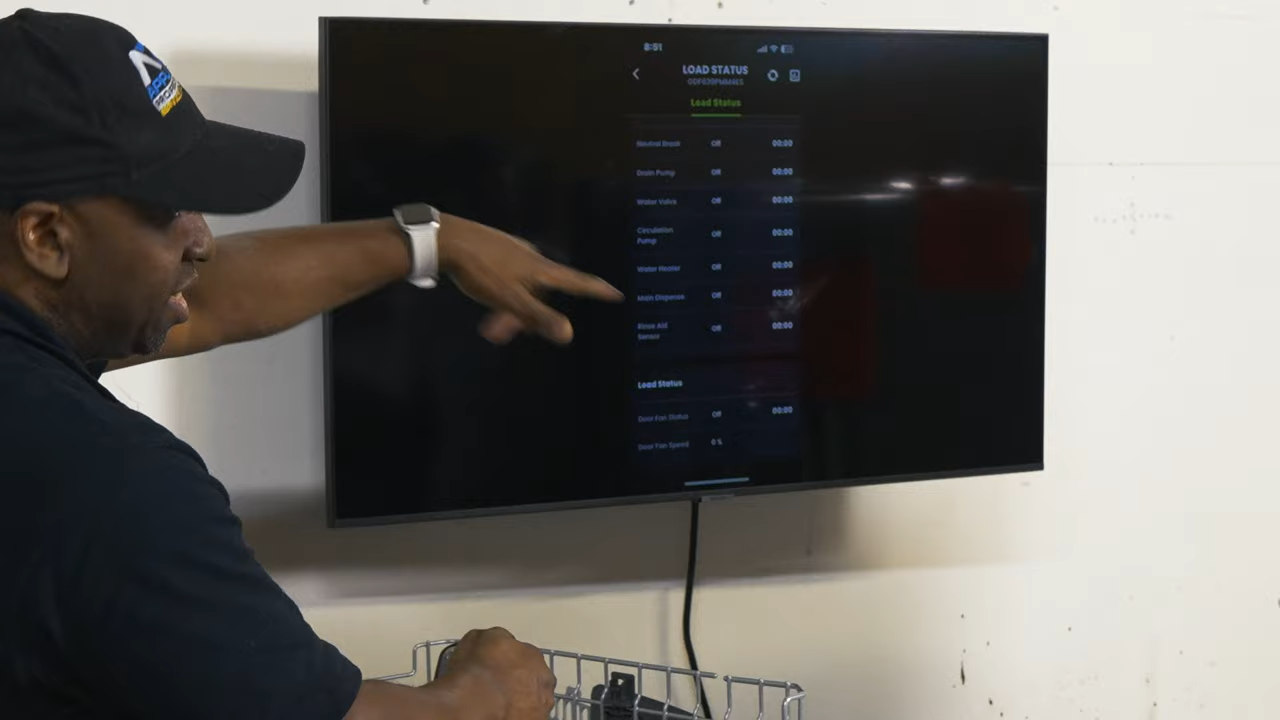 8:51
LOAD STATUS
Load Status
Neutral Break Off 00:00
Drain Pump Off 00:00
Water Valve Off 00:00
Circulation Pump Off 00:00
Water Heater Off 00:00
Main Dispense Off 00:00
Rinse Aid Sensor Off 00:00
Load Status
Door Fan Status Off 00:00
Door Fan Speed 0 %